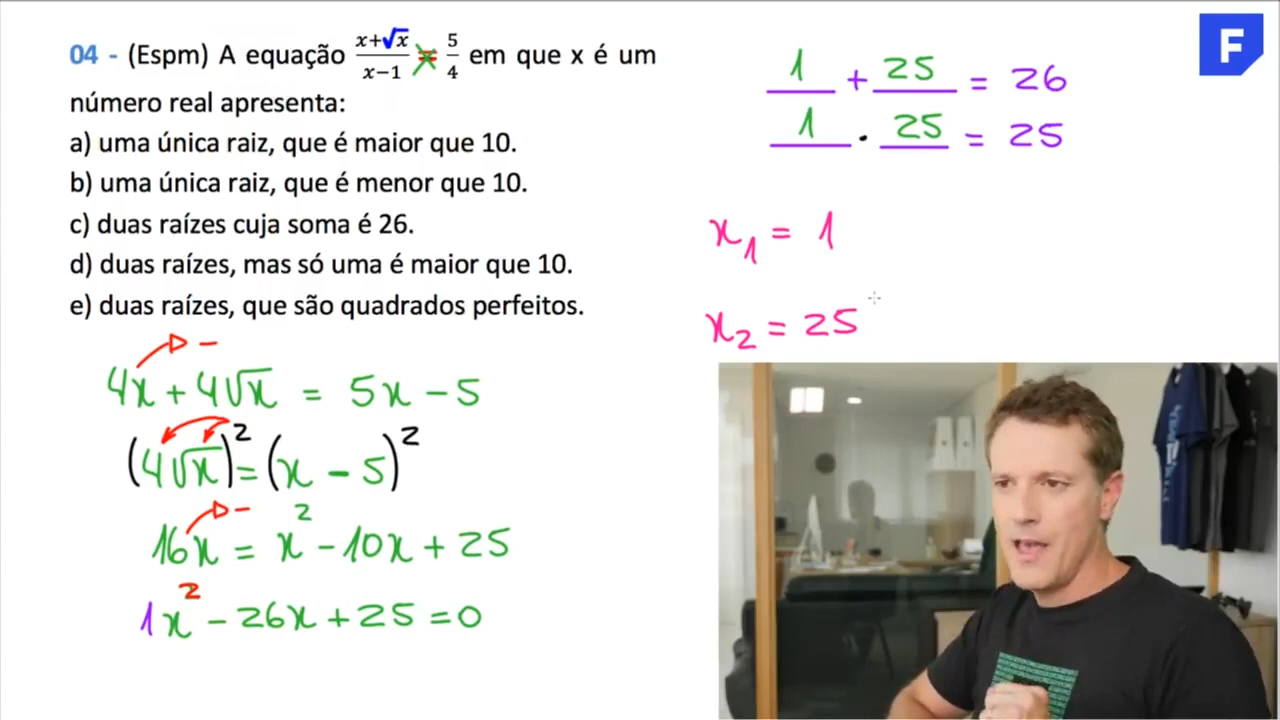 04 - (Espm) A equação x+√x/x−1 = 5/4 em que x é um
número real apresenta:
a) uma única raiz, que é maior que 10.
b) uma única raiz, que é menor que 10.
c) duas raízes cuja soma é 26.
d) duas raízes, mas só uma é maior que 10.
e) duas raízes, que são quadrados perfeitos.
−
4x + 4√x = 5x − 5
(4√x)² = (x − 5)²
−
16x = x² − 10x + 25
1x² − 26x + 25 = 0
1 + 25 = 26
1 · 25 = 25
x₁ = 1
x₂ = 25
F